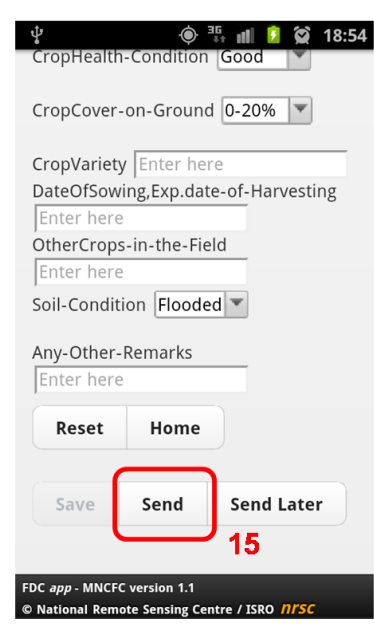 3G 18:54
CropHealth-Condition Good
CropCover-on-Ground 0-20%
CropVariety Enter here
DateOfSowing,Exp.date-of-Harvesting
Enter here
OtherCrops-in-the-Field
Enter here
Soil-Condition Flooded
Any-Other-Remarks
Enter here
Reset Home
Save Send Send Later
15
FDC app - MNCFC version 1.1
© National Remote Sensing Centre / ISRO nrsc